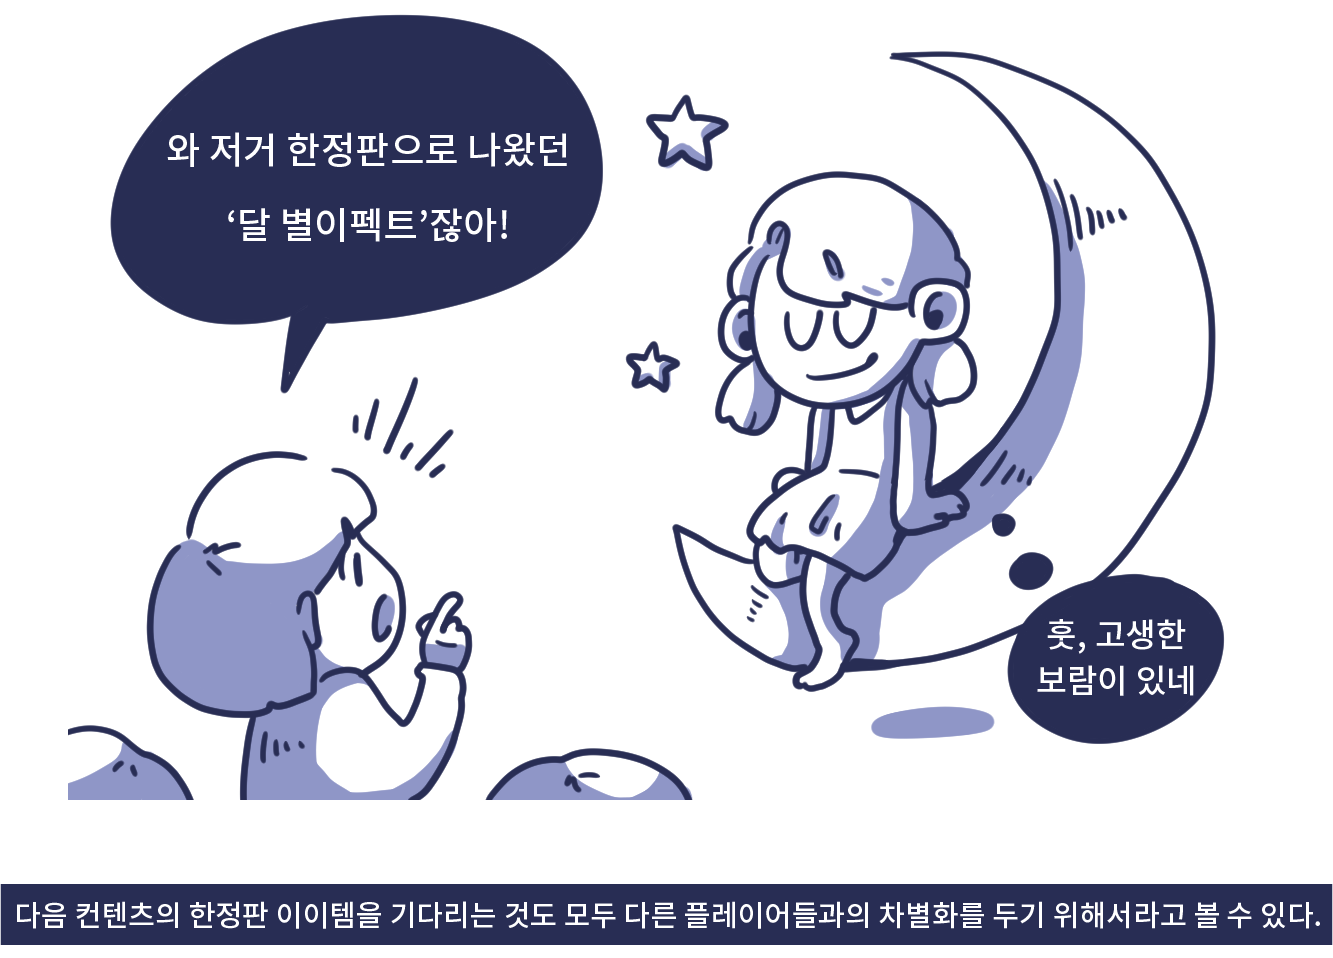 와 저거 한정판으로 나왔던
‘달 별이펙트’잖아!
훗, 고생한
보람이 있네
다음 컨텐츠의 한정판 이이템을 기다리는 것도 모두 다른 플레이어들과의 차별화를 두기 위해서라고 볼 수 있다.